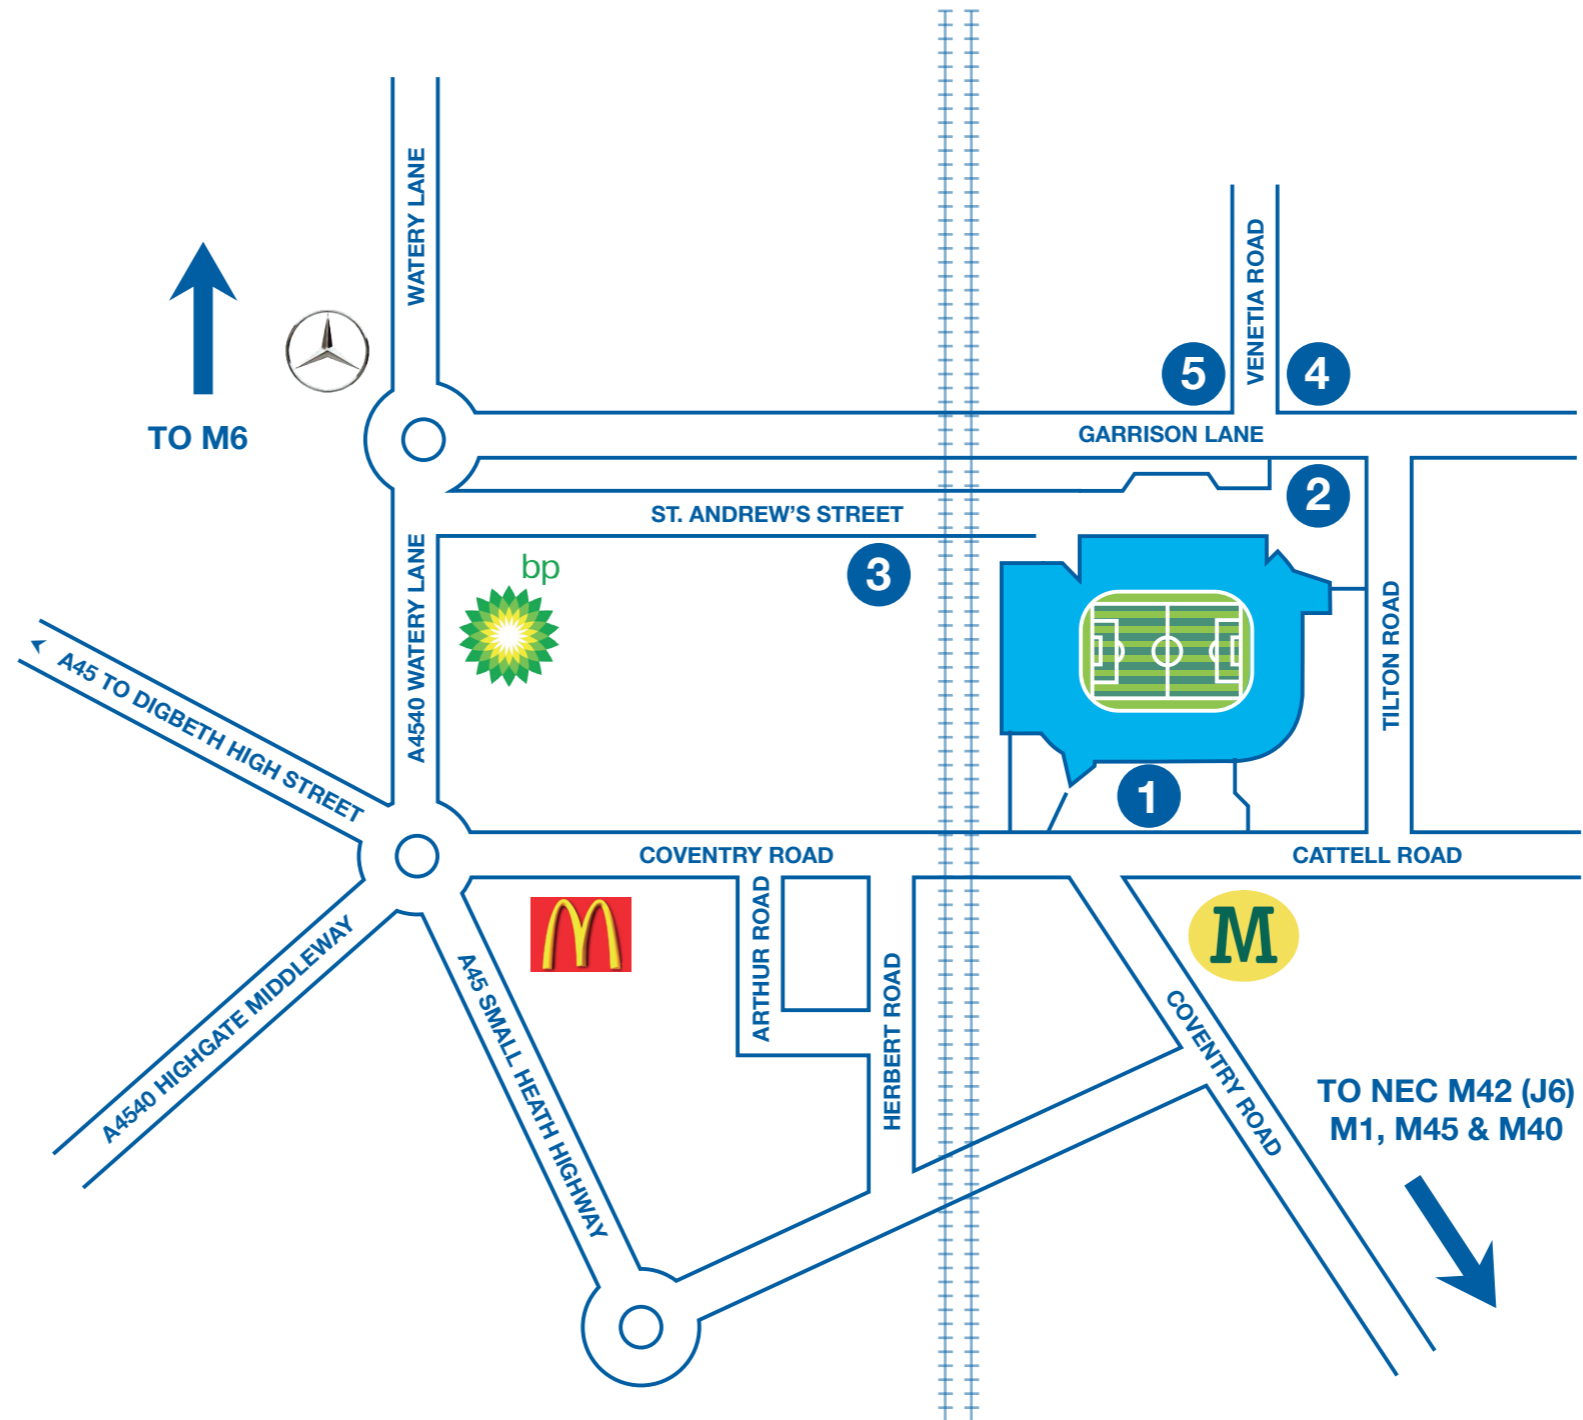 WATERY LANE
VENETIA ROAD
TO M6
5
4
GARRISON LANE
2
ST. ANDREW'S STREET
3
bp
A4540 WATERY LANE
TILTON ROAD
A45 TO DIGBETH HIGH STREET
1
COVENTRY ROAD
CATTELL ROAD
M
M
ARTHUR ROAD
A4540 HIGHGATE MIDDLEWAY
A45 SMALL HEATH HIGHWAY
HERBERT ROAD
COVENTRY ROAD
TO NEC M42 (J6)
M1, M45 & M40